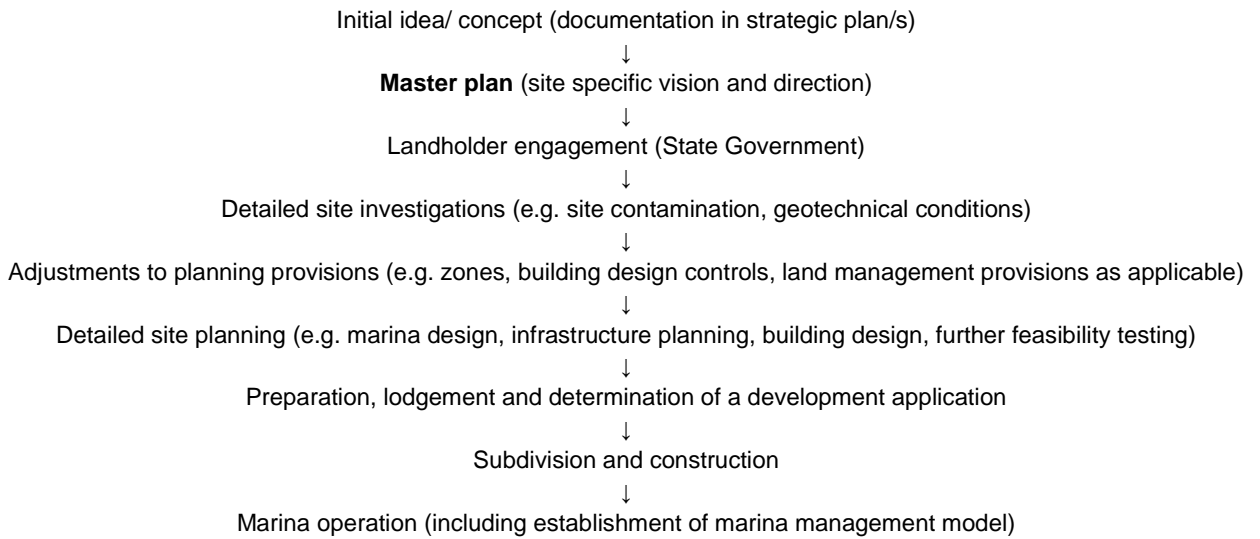 Initial idea/ concept (documentation in strategic plan/s)
↓
Master plan (site specific vision and direction)
↓
Landholder engagement (State Government)
↓
Detailed site investigations (e.g. site contamination, geotechnical conditions)
↓
Adjustments to planning provisions (e.g. zones, building design controls, land management provisions as applicable)
↓
Detailed site planning (e.g. marina design, infrastructure planning, building design, further feasibility testing)
↓
Preparation, lodgement and determination of a development application
↓
Subdivision and construction
↓
Marina operation (including establishment of marina management model)